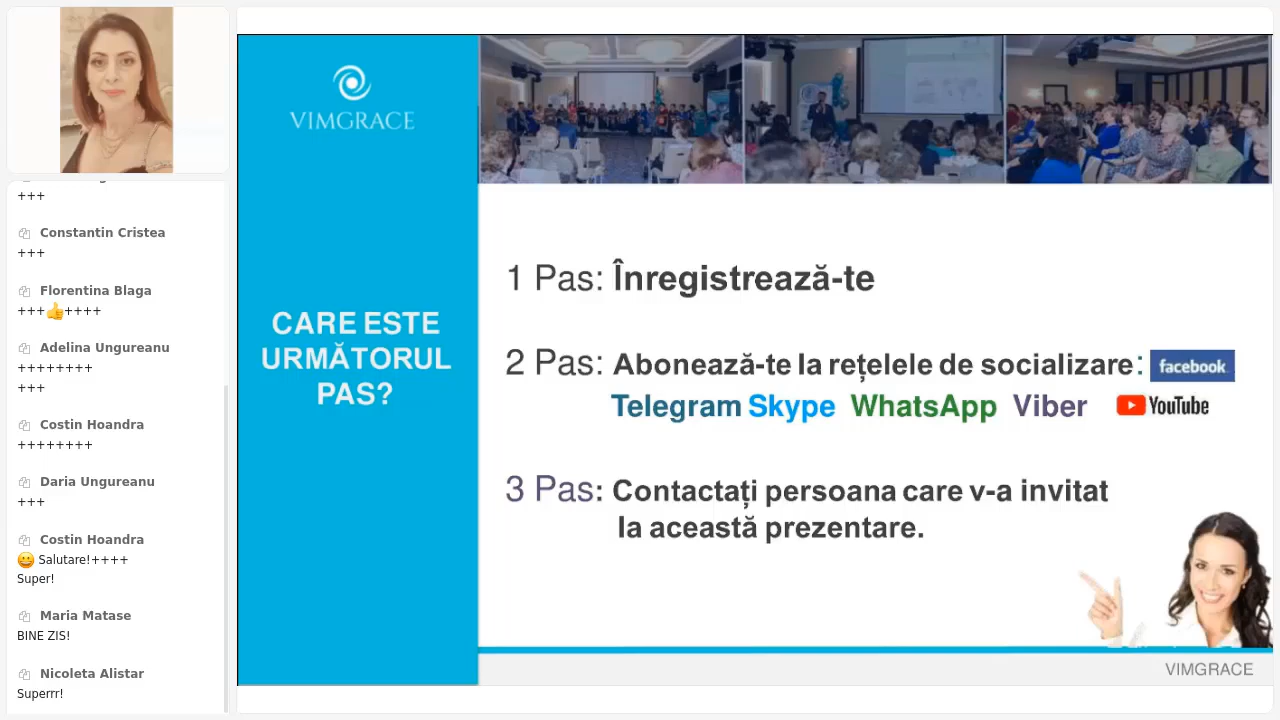 +++
Constantin Cristea
+++
Florentina Blaga
+++👍++++
Adelina Ungureanu
++++++++
+++
Costin Hoandra
++++++++
Daria Ungureanu
+++
Costin Hoandra
😀 Salutare!++++
Super!
Maria Matase
BINE ZIS!
Nicoleta Alistar
Superrr!
VIMGRACE
CARE ESTE
URMĂTORUL
PAS?
1 Pas: Înregistrează-te
2 Pas: Abonează-te la rețelele de socializare: facebook
Telegram Skype WhatsApp Viber YouTube
3 Pas: Contactați persoana care v-a invitat
la această prezentare.
VIMGRACE